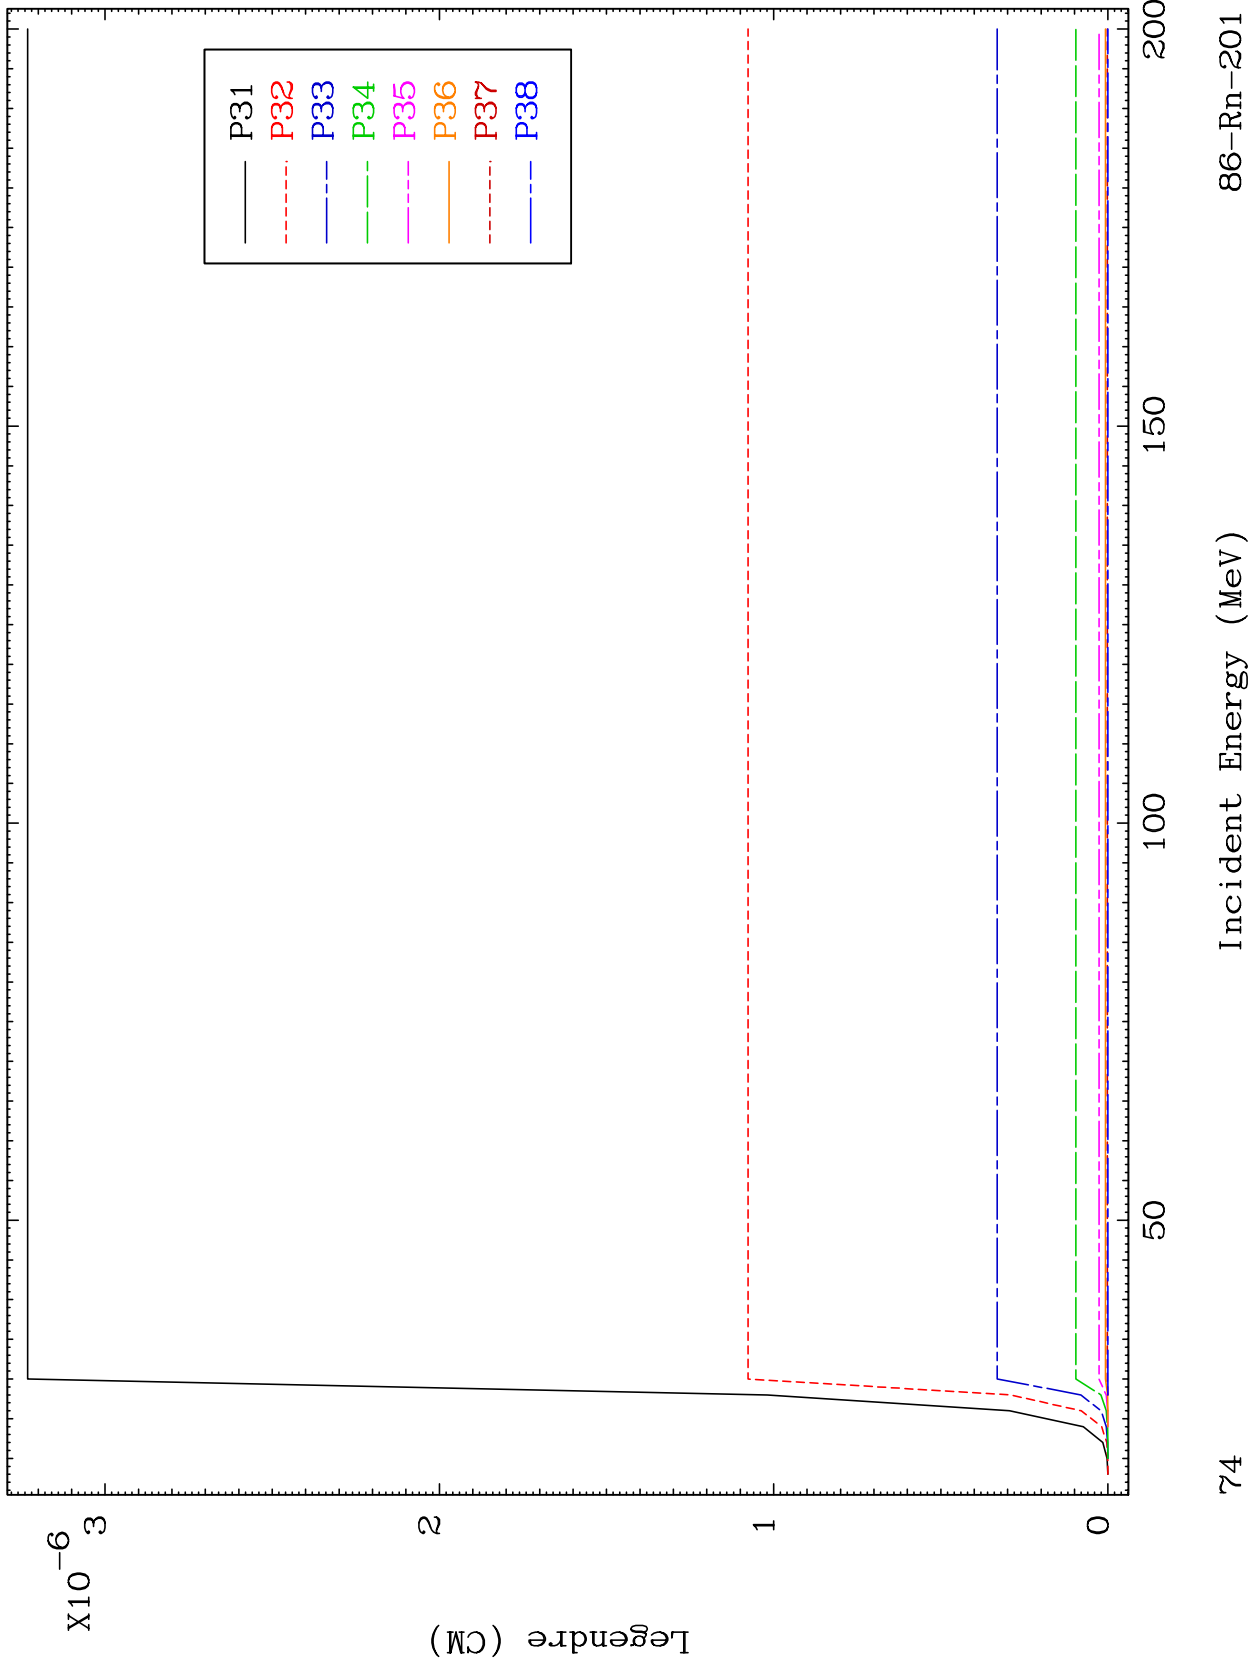 X10-6
3
2
1
0
Legendre (CM)
P31
P32
P33
P34
P35
P36
P37
P38
50
100
150
200
Incident Energy (MeV)
74
86-Rn-201